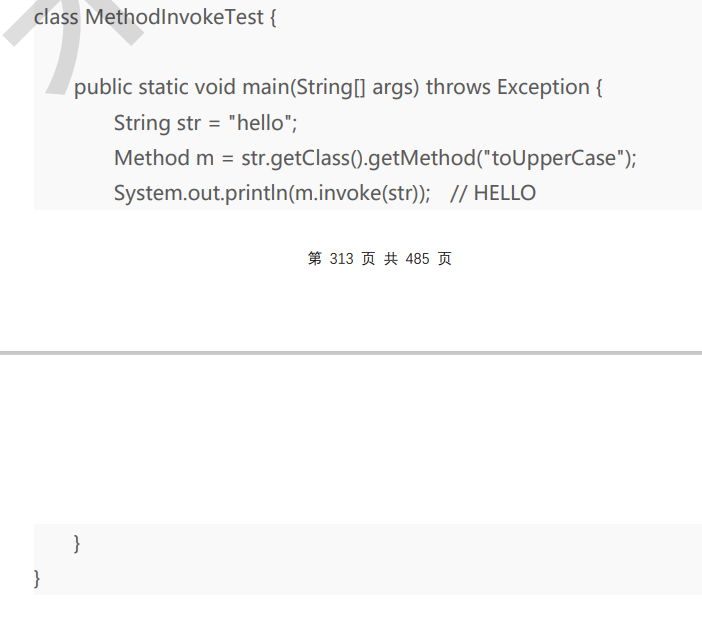 class MethodInvokeTest {
public static void main(String[] args) throws Exception {
String str = "hello";
Method m = str.getClass().getMethod("toUpperCase");
System.out.println(m.invoke(str)); // HELLO
第 313 页 共 485 页
}
}